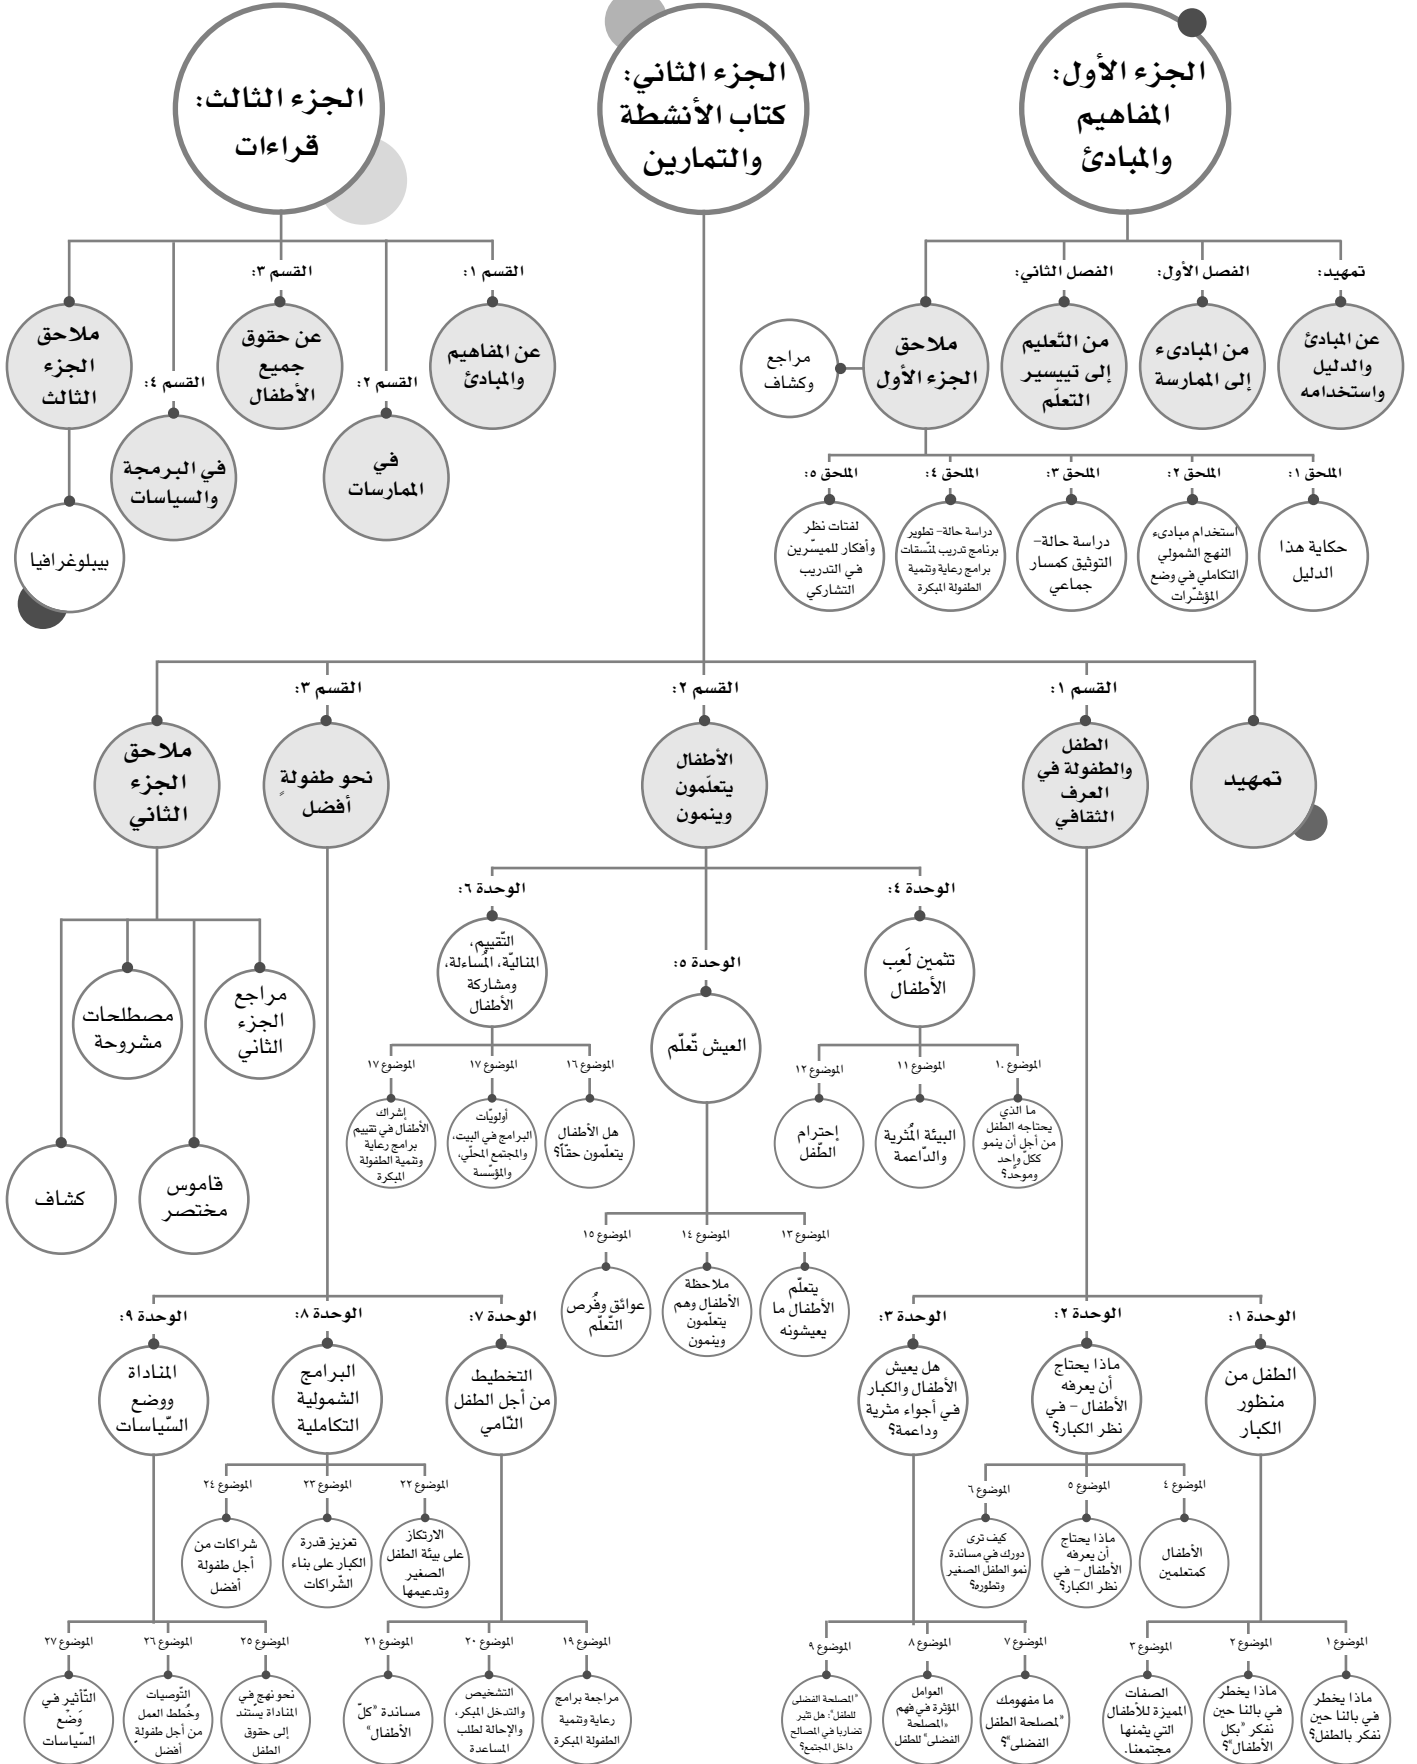 الجزء الأول:
المفاهيم
والمبادئ
الجزء الثاني:
كتاب الأنشطة
والتمارين
الجزء الثالث:
قراءات
تمهيد:
عن المبادئ
والدليل
واستخدامه
الفصل الأول:
من المبادىء
إلى الممارسة
الفصل الثاني:
من التّعليم
إلى تييسير
التعلّم
ملاحق
الجزء الأول
مراجع
وكشاف
الملحق ١:
حكاية هذا
الدليل
الملحق ٢:
استخدام مبادىء
النهج الشمولي
التكاملي في وضع
المؤشّرات
الملحق ٣:
دراسة حالة–
التوثيق كمسار
جماعي
الملحق ٤:
دراسة حالة– تطوير
برنامج تدريب لمنسّقات
برامج رعاية وتنمية
الطفولة المبكرة
الملحق ٥:
لفتات نظر
وأفكار للميسّرين
في التدريب
التشاركي
القسم ١:
عن المفاهيم
والمبادئ
القسم ٢:
في
الممارسات
القسم ٣:
عن حقوق
جميع
الأطفال
القسم ٤:
في البرمجة
والسياسات
ملاحق
الجزء
الثالث
بيبلوغرافيا
تمهيد
القسم ١:
الطفل
والطفولة في
العرف
الثقافي
القسم ٢:
الأطفال
يتعلّمون
وينمون
القسم ٣:
نحو طفولةٍ
أفضل
ملاحق
الجزء
الثاني
مراجع
الجزء
الثاني
مصطلحات
مشروحة
قاموس
مختصر
كشاف
الوحدة ٤:
تثمين لَعِب
الأطفال
الوحدة ٥:
العيش تّعلّم
الوحدة ٦:
التّقييم،
المناليّة، المُساءلة،
ومشاركة
الأطفال
الموضوع ١٠
ما الذي
يحتاجه الطفل
من أجل أن ينمو
ككلّ واحد
وموحّد؟
الموضوع ١١
البيئة المُثرية
والدّاعمة
الموضوع ١٢
إحترام
الطّفل
الموضوع ١٦
هل الأطفال
يتعلّمون حقاً؟
الموضوع ١٧
أولويّات
البرامج في البيت،
والمجتمع المحلّي،
والمؤسّسة
الموضوع ١٧
إشراك
الأطفال في تقييم
برامج رعاية
وتنمية الطفولة
المبكرة
الموضوع ١٣
يتعلّم
الأطفال ما
يعيشونه
الموضوع ١٤
ملاحظة
الأطفال وهم
يتعلّمون
وينمون
الموضوع ١٥
عوائق وفُرص
التّعلّم
الوحدة ١:
الطفل من
منظور
الكبار
الوحدة ٢:
ماذا يحتاج
أن يعرفه
الأطفال – في
نظر الكبار؟
الوحدة ٣:
هل يعيش
الأطفال والكبار
في أجواء مثرية
وداعمة؟
الوحدة ٧:
التخطيط
من أجل الطفل
النّامي
الوحدة ٨:
البرامج
الشمولية
التكاملية
الوحدة ٩:
المناداة
ووضع
السّياسات
الموضوع ٤
الأطفال
كمتعلمين
الموضوع ٥
ماذا يحتاج
أن يعرفه
الأطفال – في
نظر الكبار؟
الموضوع ٦
كيف ترى
دورك في مساندة
نمو الطفل الصغير
وتطوره؟
الموضوع ٢٢
الارتكاز
على بيئة الطفل
الصغير
وتدعيمها
الموضوع ٢٣
تعزيز قدرة
الكبار على بناء
الشّراكات
الموضوع ٢٤
شراكات من
أجل طفولة
أفضل
الموضوع ١
ماذا يخطر
في بالنا حين
نفكر بالطفل؟
الموضوع ٢
ماذا يخطر
في بالنا حين
نفكر "بكل
الأطفال"؟
الموضوع ٣
الصفات
المميزة للأطفال
التي يثمنها
مجتمعنا.
الموضوع ٧
ما مفهومك
"لمصلحة الطفل
الفضلى"؟
الموضوع ٨
العوامل
المؤثرة في فهم
"المصلحة
الفضلى" للطفل
الموضوع ٩
"المصلحة الفضلى
للطفل": هل تثير
تضاربا في المصالح
داخل المجتمع؟
الموضوع ١٩
مراجعة برامج
رعاية وتنمية
الطفولة المبكرة
الموضوع ٢٠
التشخيص
والتدخل المبكر،
والإحالة لطلب
المساعدة
الموضوع ٢١
مساندة "كلّ
الأطفال"
الموضوع ٢٥
نحو نهج في
المناداة يستند
إلى حقوق
الطفل
الموضوع ٢٦
التّوصيات
وخُطط العمل
من أجل طفولةٍ
أفضل
الموضوع ٢٧
التّأثير في
وَضْع
السّياسات